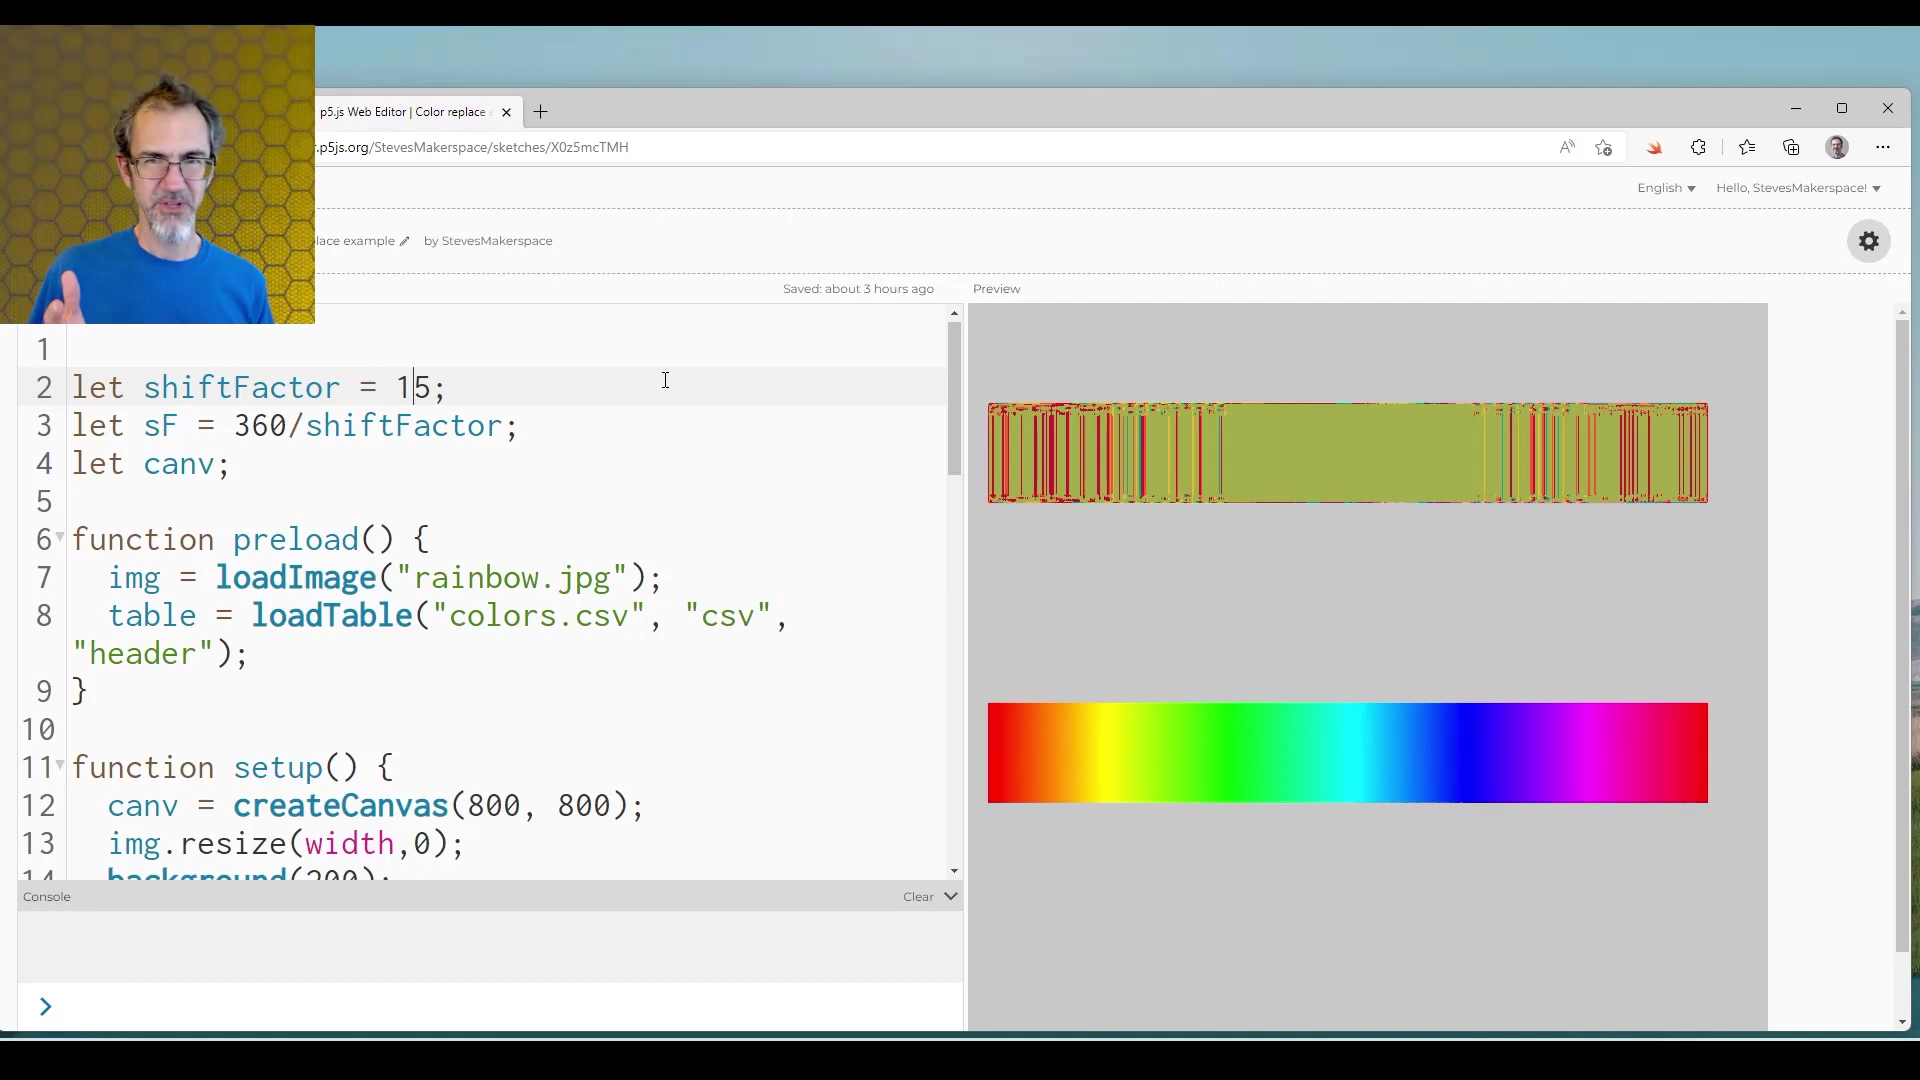 p5.js Web Editor | Color replace e
r.p5js.org/StevesMakerspace/sketches/X0z5mcTMH
English
Hello, StevesMakerspace!
lace example
by StevesMakerspace
Saved: about 3 hours ago
Preview
1
2 let shiftFactor = 15;
3 let sF = 360/shiftFactor;
4 let canv;
5
6 function preload() {
7 img = loadImage("rainbow.jpg");
8 table = loadTable("colors.csv", "csv",
"header");
9 }
10
11 function setup() {
12 canv = createCanvas(800, 800);
13 img.resize(width,0);
14 background(200);
Console
Clear
>